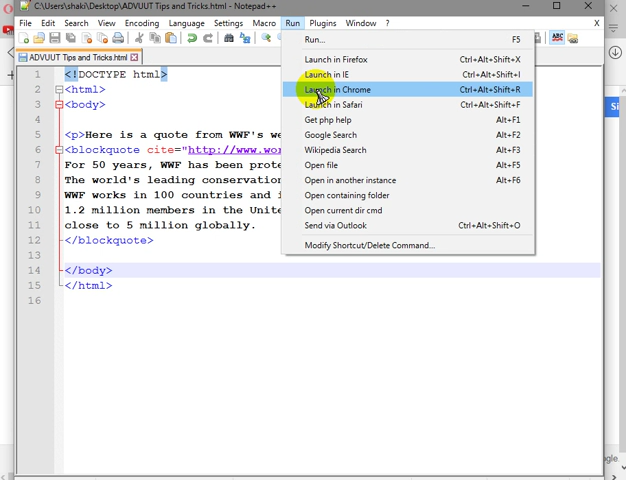 C:\Users\shaki\Desktop\ADVUUT Tips and Tricks.html - Notepad++
File Edit Search View Encoding Language Settings Macro Run Plugins Window ? X
ADVUUT Tips and Tricks.html
Run... F5
Launch in Firefox Ctrl+Alt+Shift+X
Launch in IE Ctrl+Alt+Shift+I
Launch in Chrome Ctrl+Alt+Shift+R
Launch in Safari Ctrl+Alt+Shift+F
Get php help Alt+F1
Google Search Alt+F2
Wikipedia Search Alt+F3
Open file Alt+F5
Open in another instance Alt+F6
Open containing folder
Open current dir cmd
Send via Outlook Ctrl+Alt+Shift+O
Modify Shortcut/Delete Command...
1 <!DOCTYPE html>
2 <html>
3 <body>
4
5 <p>Here is a quote from WWF's we
6 <blockquote cite="http://www.wor
7 For 50 years, WWF has been prote
8 The world's leading conservation
9 WWF works in 100 countries and i
10 1.2 million members in the Unite
11 close to 5 million globally.
12 </blockquote>
13
14 </body>
15 </html>
16
Si
gle.